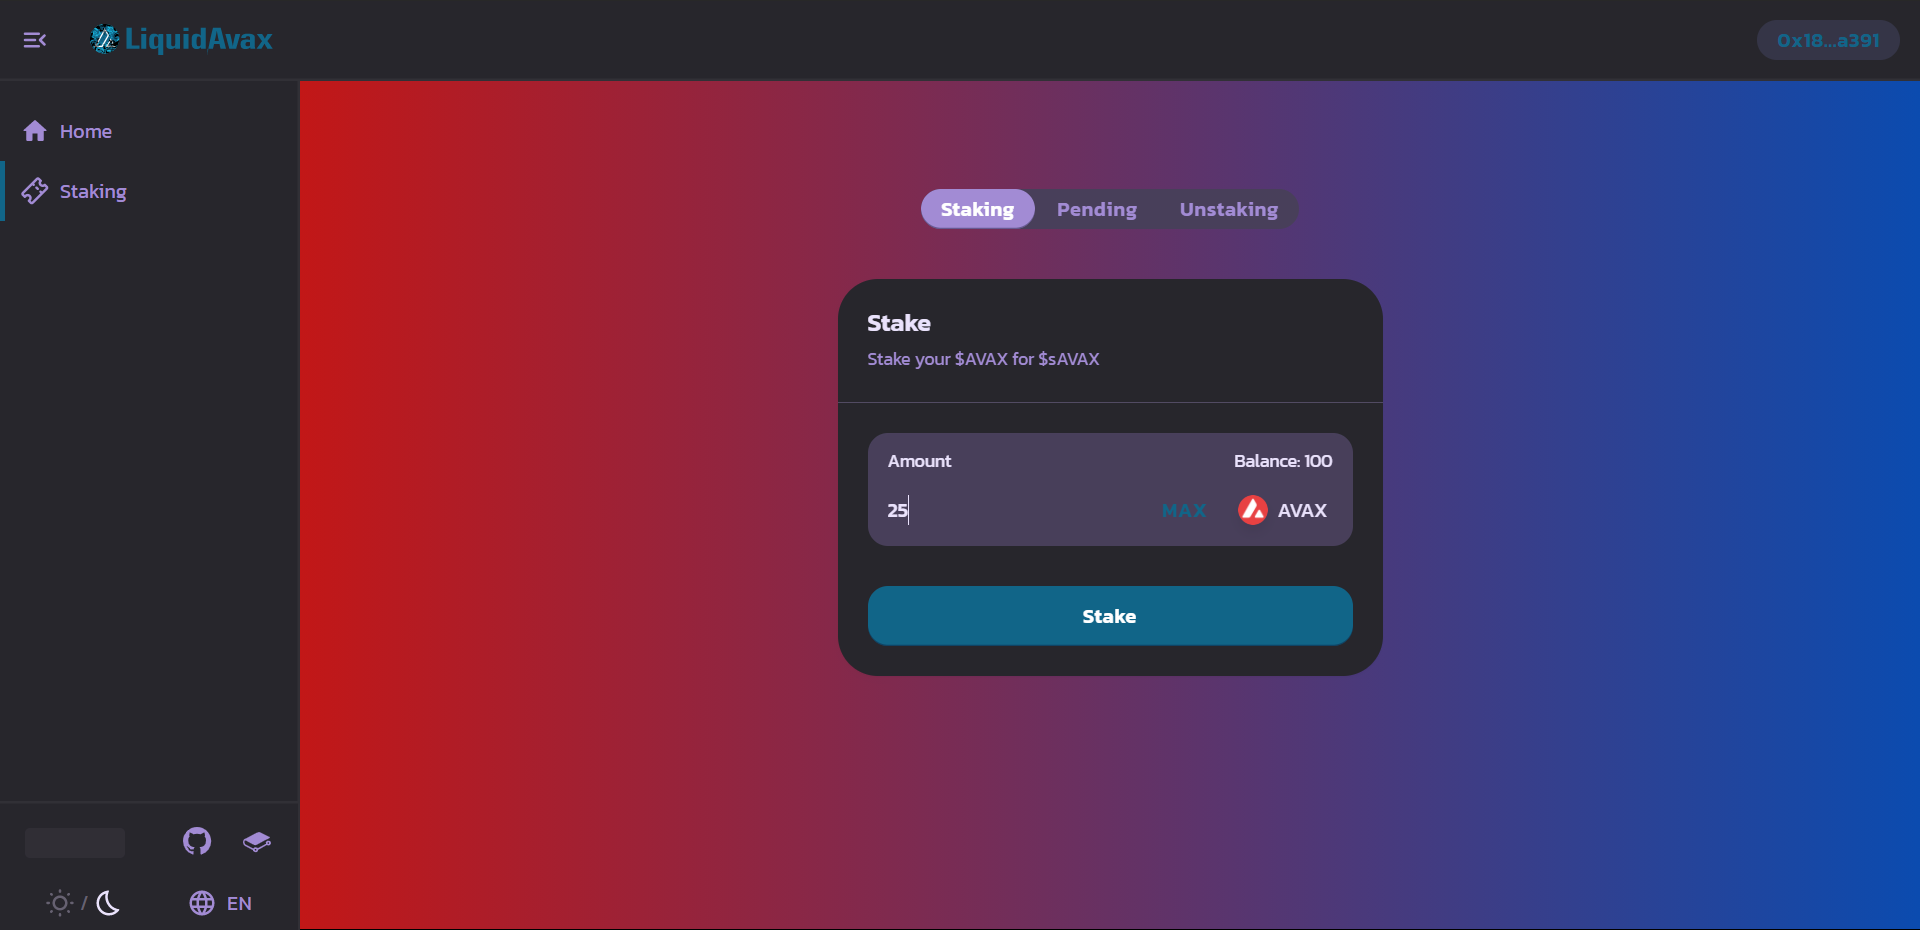 LiquidAvax
0x18...a391
Home
Staking
Staking Pending Unstaking
Stake
Stake your $AVAX for $sAVAX
Amount Balance: 100
25 MAX AVAX
Stake
/ EN